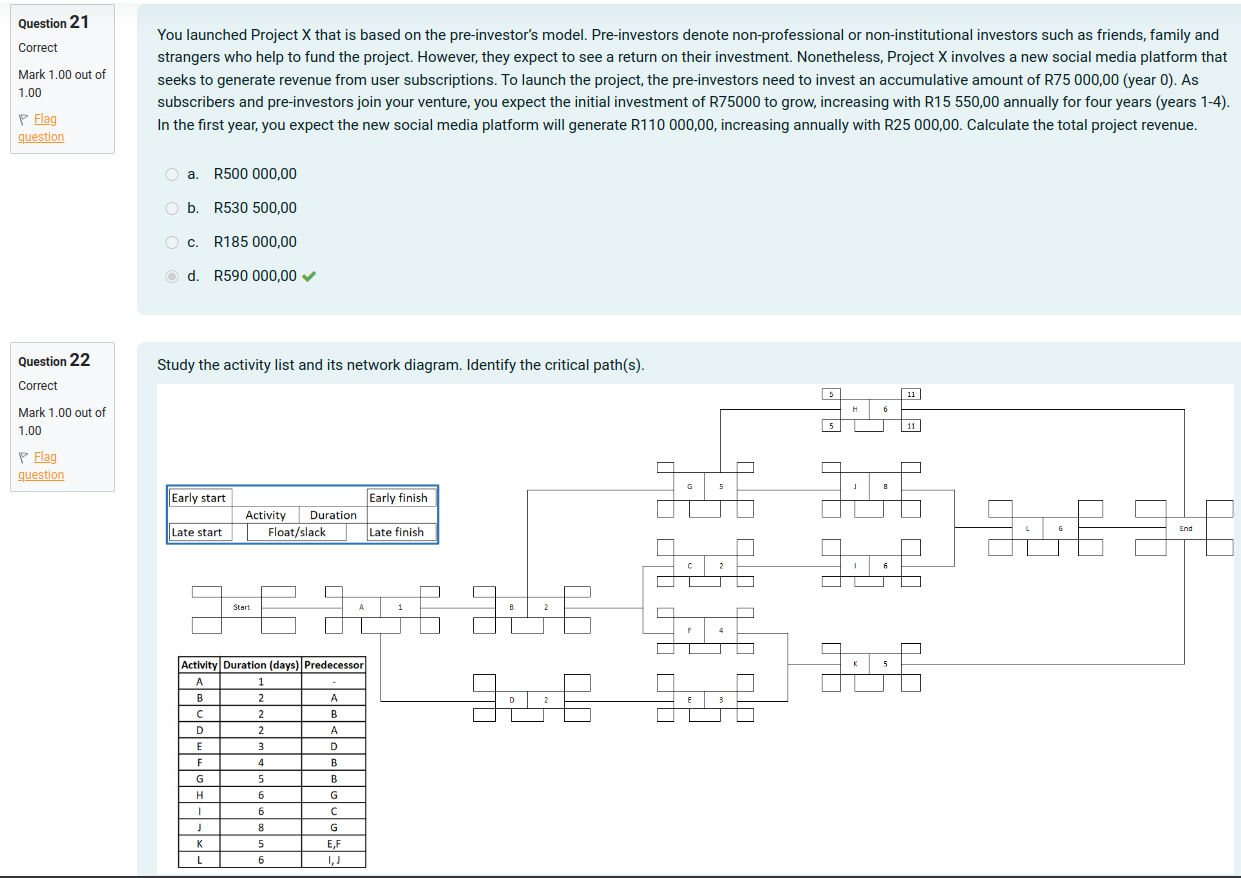 Question 21
Correct
Mark 1.00 out of
1.00
Flag
question
You launched Project X that is based on the pre-investor's model. Pre-investors denote non-professional or non-institutional investors such as friends, family and
strangers who help to fund the project. However, they expect to see a return on their investment. Nonetheless, Project X involves a new social media platform that
seeks to generate revenue from user subscriptions. To launch the project, the pre-investors need to invest an accumulative amount of R75 000,00 (year 0). As
subscribers and pre-investors join your venture, you expect the initial investment of R75000 to grow, increasing with R15 550,00 annually for four years (years 1-4).
In the first year, you expect the new social media platform will generate R110 000,00, increasing annually with R25 000,00. Calculate the total project revenue.
a. R500 000,00
b. R530 500,00
c. R185 000,00
d. R590 000,00
Question 22
Correct
Mark 1.00 out of
1.00
Flag
question
Study the activity list and its network diagram. Identify the critical path(s).
5 11
H 6
5 11
G 5
J 8
Early start Early finish
Activity Duration
Late start Float/slack Late finish
L 6
End
C 2
I 6
Start
A 1
B 2
F 4
K 5
D 2
E 3
Activity Duration (days) Predecessor
A 1 -
B 2 A
C 2 B
D 2 A
E 3 D
F 4 B
G 5 B
H 6 G
I 6 C
J 8 G
K 5 E,F
L 6 I, J